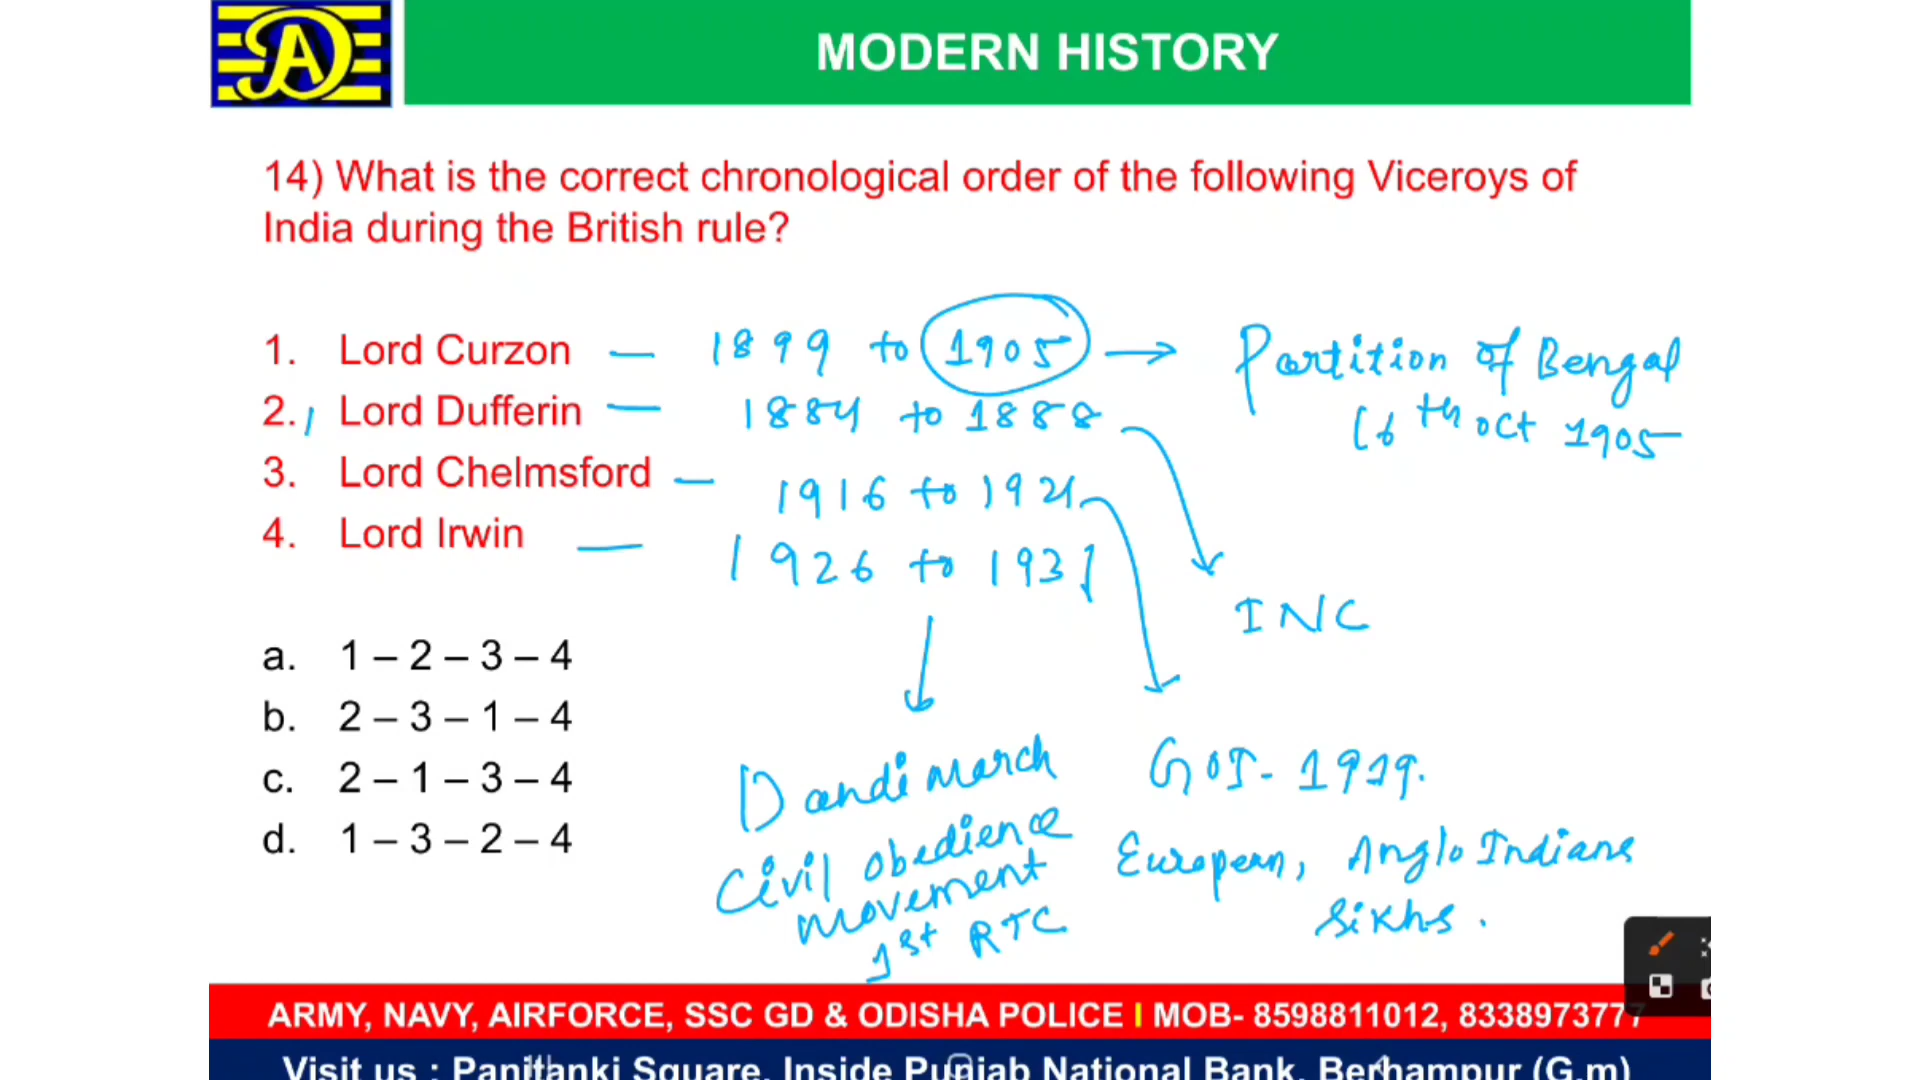 DA
MODERN HISTORY
14) What is the correct chronological order of the following Viceroys of
India during the British rule?
1. Lord Curzon — 1899 to 1905 → Partition of Bengal
16th oct 1905
2., Lord Dufferin — 1884 to 1888
3. Lord Chelmsford — 1916 to 1921
4. Lord Irwin — 1926 to 1931
INC
a. 1 – 2 – 3 – 4
b. 2 – 3 – 1 – 4
c. 2 – 1 – 3 – 4
d. 1 – 3 – 2 – 4
Dandi march
Civil obedience
movement
1st RTC
GOI - 1919.
European, Anglo Indians
Sikhs.
ARMY, NAVY, AIRFORCE, SSC GD & ODISHA POLICE I MOB- 8598811012, 8338973777
Visit us : Panitanki Square, Inside Punjab National Bank, Berhampur (G.m)